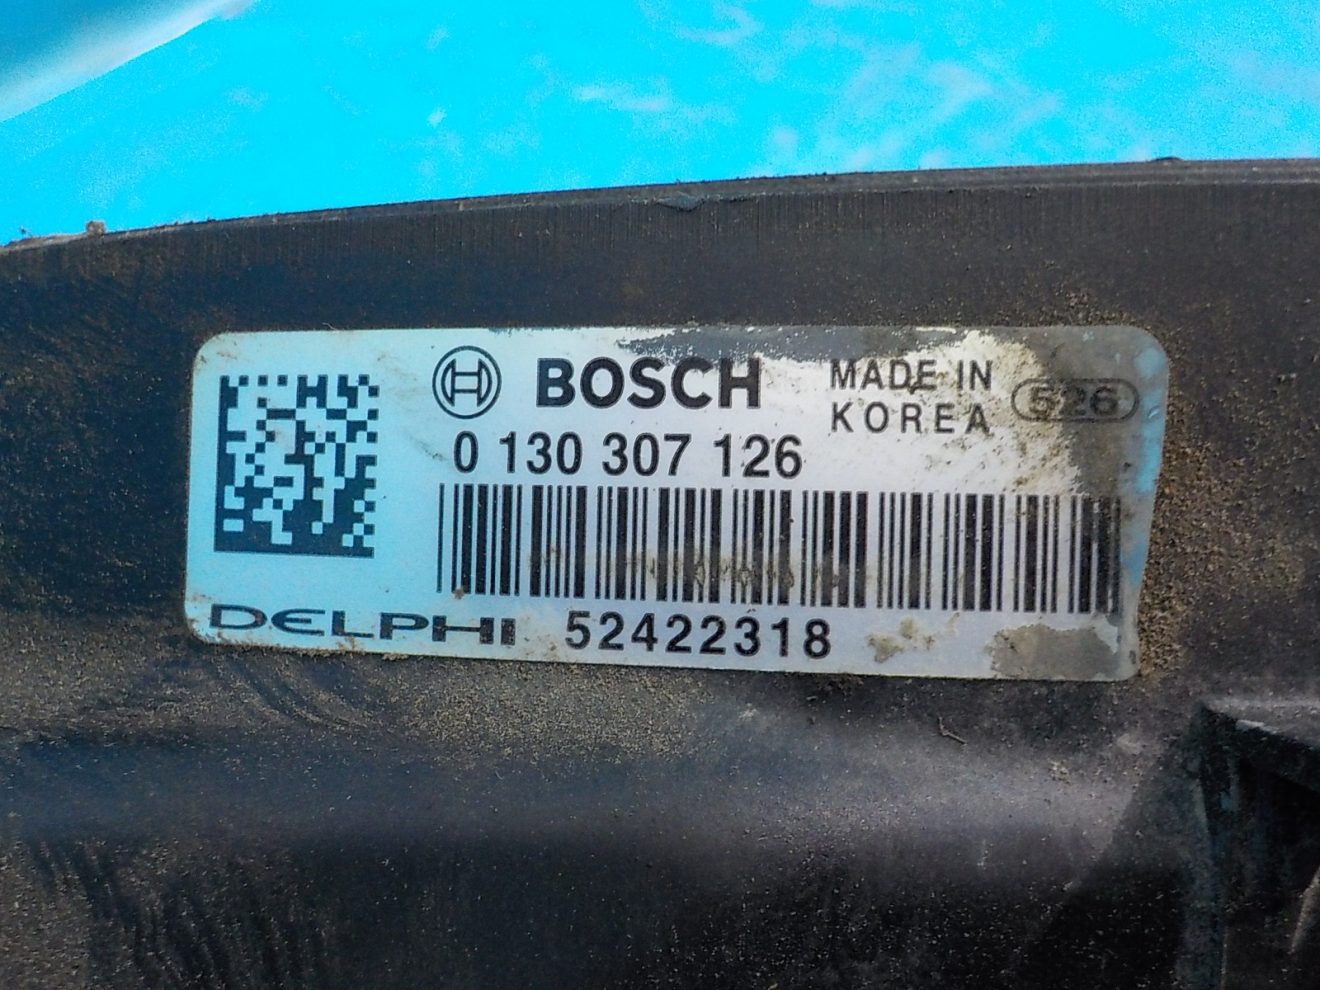 BOSCH
MADE IN
KOREA
526
0 130 307 126
DELPHI 52422318